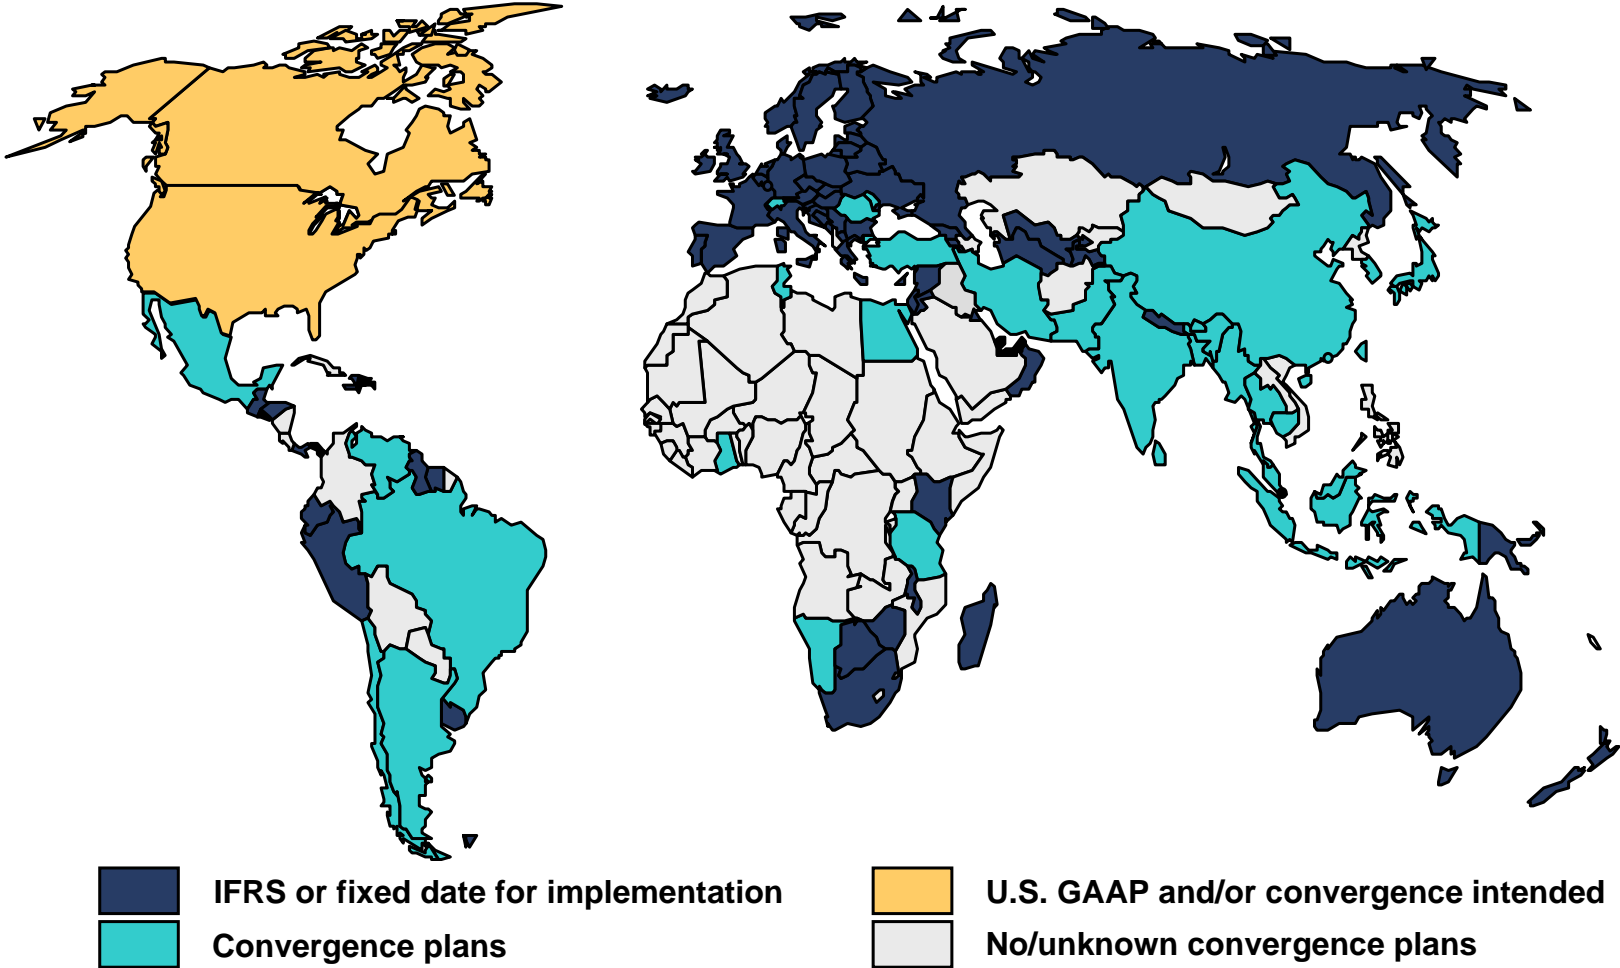 IFRS or fixed date for implementation
U.S. GAAP and/or convergence intended
Convergence plans
No/unknown convergence plans